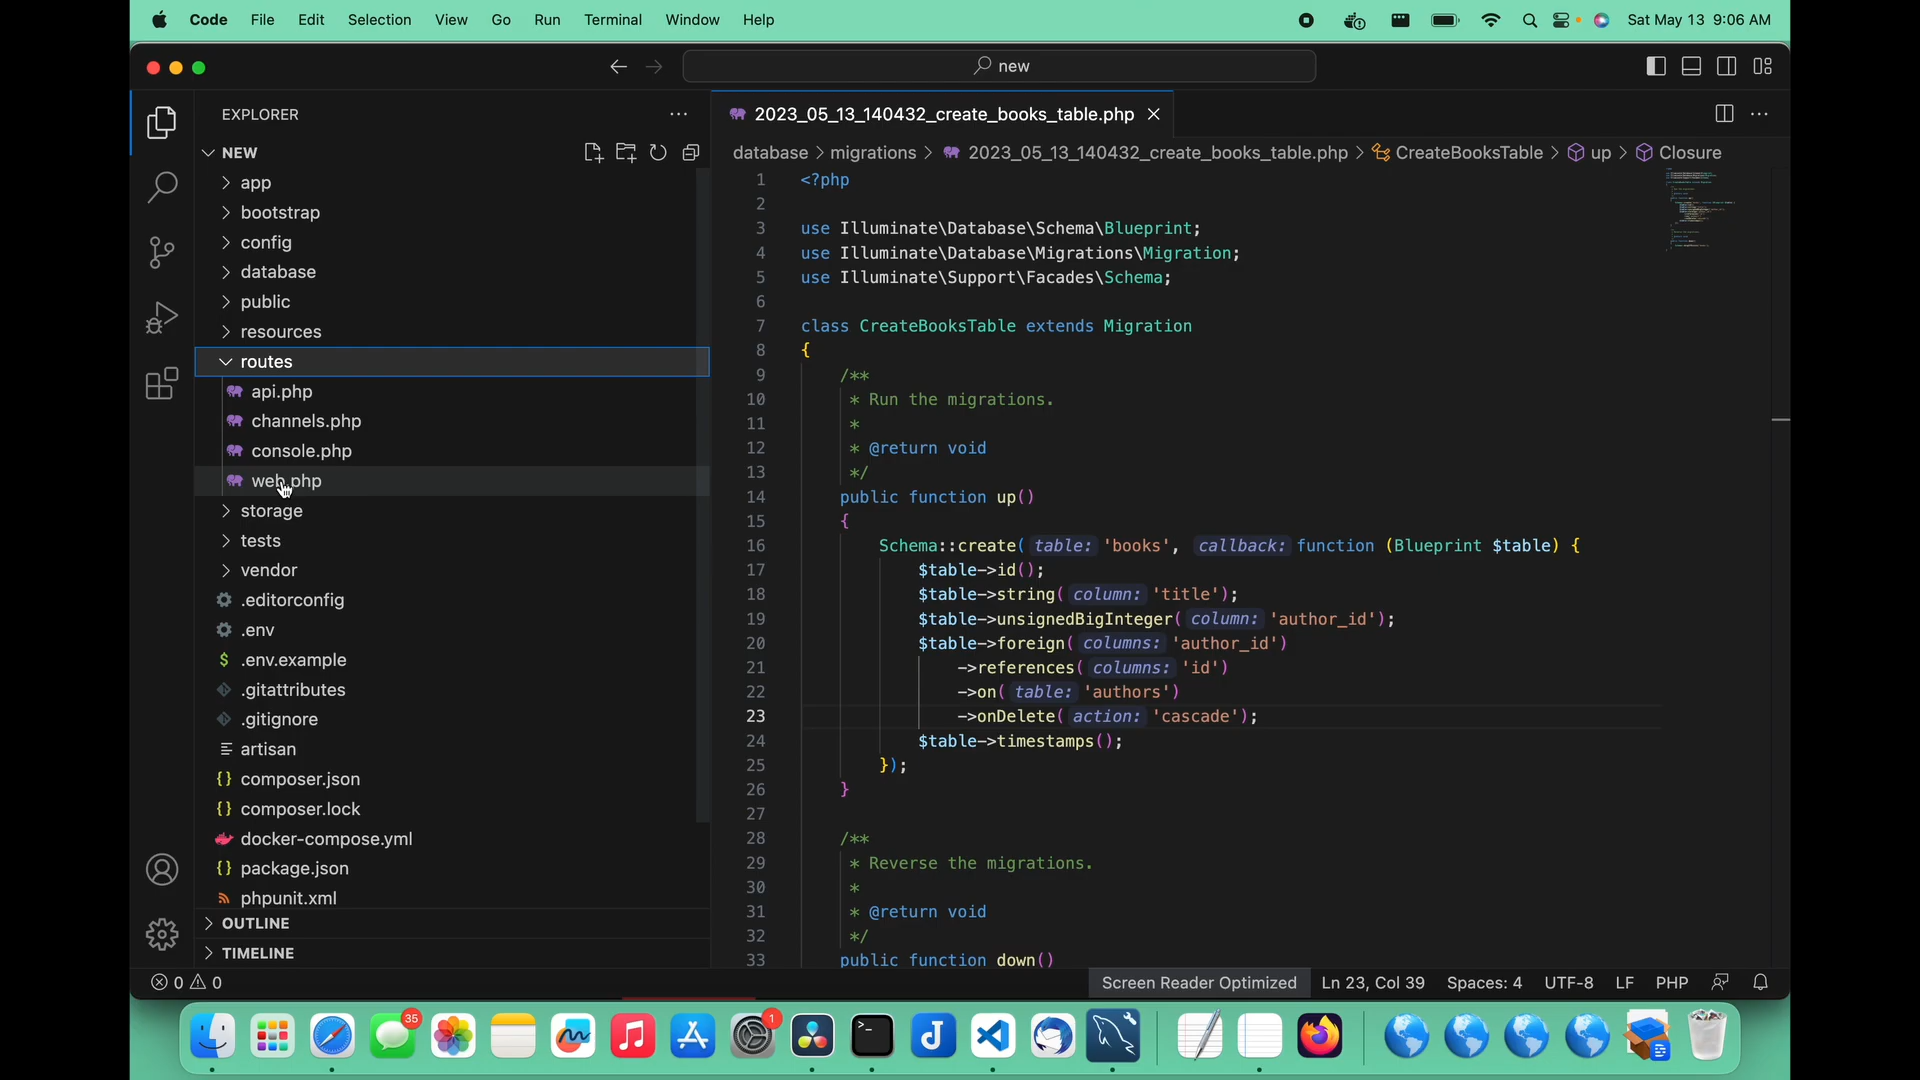 Code File Edit Selection View Go Run Terminal Window Help Sat May 13 9:06 AM
new
EXPLORER
NEW
app
bootstrap
config
database
public
resources
routes
api.php
channels.php
console.php
web.php
storage
tests
vendor
.editorconfig
.env
.env.example
.gitattributes
.gitignore
artisan
composer.json
composer.lock
docker-compose.yml
package.json
phpunit.xml
OUTLINE
TIMELINE
2023_05_13_140432_create_books_table.php
database > migrations > 2023_05_13_140432_create_books_table.php > CreateBooksTable > up > Closure
1 <?php
2
3 use Illuminate\Database\Schema\Blueprint;
4 use Illuminate\Database\Migrations\Migration;
5 use Illuminate\Support\Facades\Schema;
6
7 class CreateBooksTable extends Migration
8 {
9 /**
10 * Run the migrations.
11 *
12 * @return void
13 */
14 public function up()
15 {
16 Schema::create( table: 'books', callback: function (Blueprint $table) {
17 $table->id();
18 $table->string( column: 'title');
19 $table->unsignedBigInteger( column: 'author_id');
20 $table->foreign( columns: 'author_id')
21 ->references( columns: 'id')
22 ->on( table: 'authors')
23 ->onDelete( action: 'cascade');
24 $table->timestamps();
25 });
26 }
27
28 /**
29 * Reverse the migrations.
30 *
31 * @return void
32 */
33 public function down()
0 0 Screen Reader Optimized Ln 23, Col 39 Spaces: 4 UTF-8 LF PHP
35
1